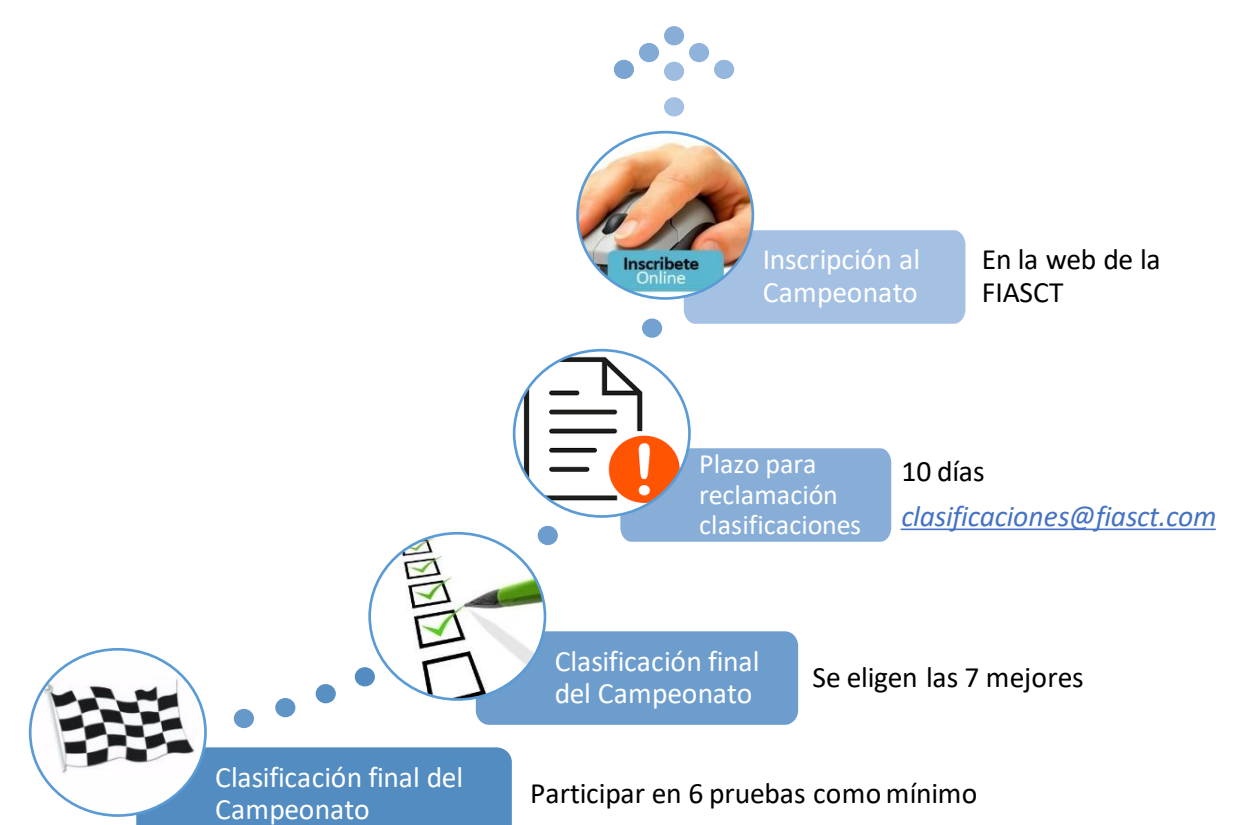 Inscribete
Online
Inscripción al
Campeonato
En la web de la
FIASCT
Plazo para
reclamación
clasificaciones
10 días
clasificaciones@fiasct.com
Clasificación final
del Campeonato
Se eligen las 7 mejores
Clasificación final del
Campeonato
Participar en 6 pruebas como mínimo